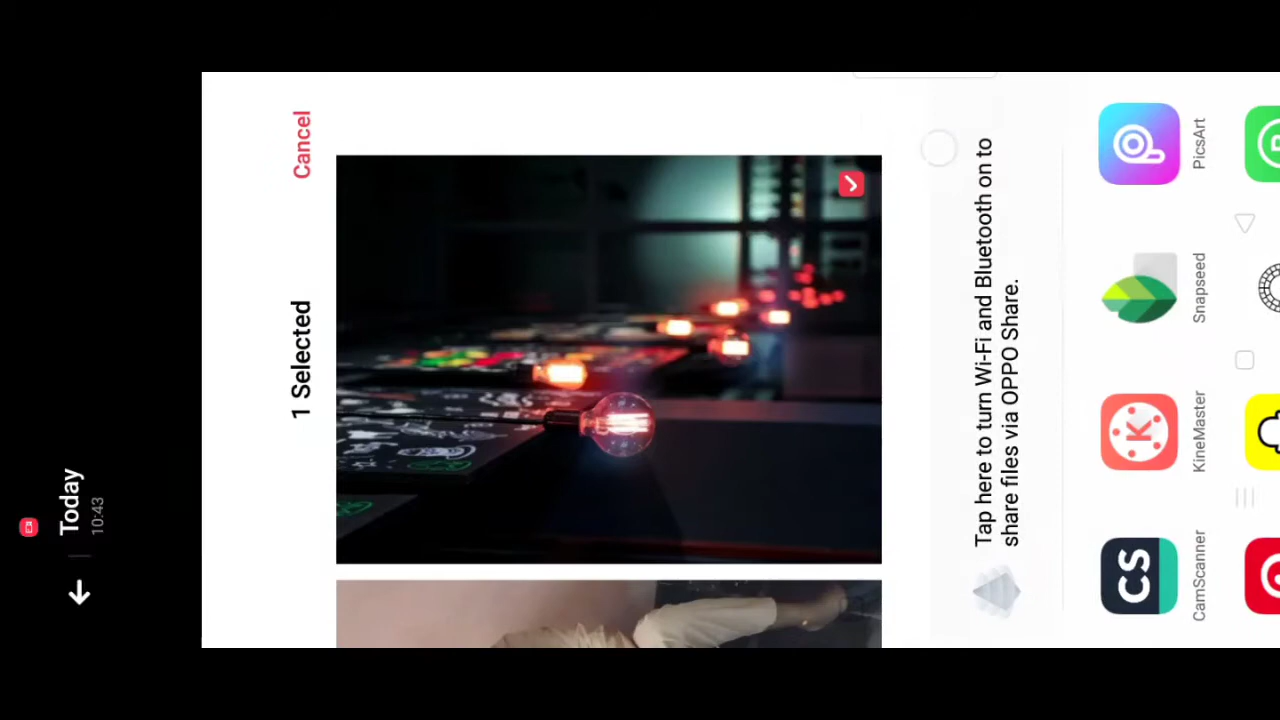 Today
10:43
1 Selected
Cancel
Tap here to turn Wi-Fi and Bluetooth on to
share files via OPPO Share.
CS
CamScanner
K
KineMaster
Snapseed
PicsArt